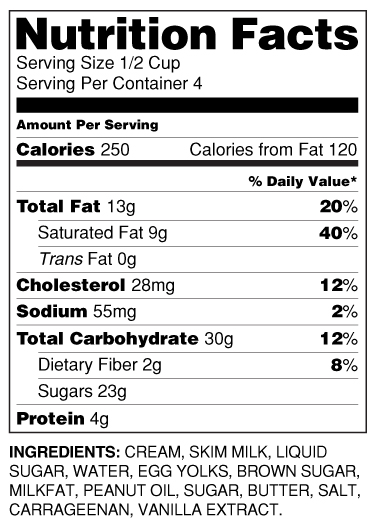 Nutrition Facts
Serving Size 1/2 Cup
Serving Per Container 4
Amount Per Serving
Calories 250 Calories from Fat 120
% Daily Value*
Total Fat 13g 20%
Saturated Fat 9g 40%
Trans Fat 0g
Cholesterol 28mg 12%
Sodium 55mg 2%
Total Carbohydrate 30g 12%
Dietary Fiber 2g 8%
Sugars 23g
Protein 4g
INGREDIENTS: CREAM, SKIM MILK, LIQUID
SUGAR, WATER, EGG YOLKS, BROWN SUGAR,
MILKFAT, PEANUT OIL, SUGAR, BUTTER, SALT,
CARRAGEENAN, VANILLA EXTRACT.